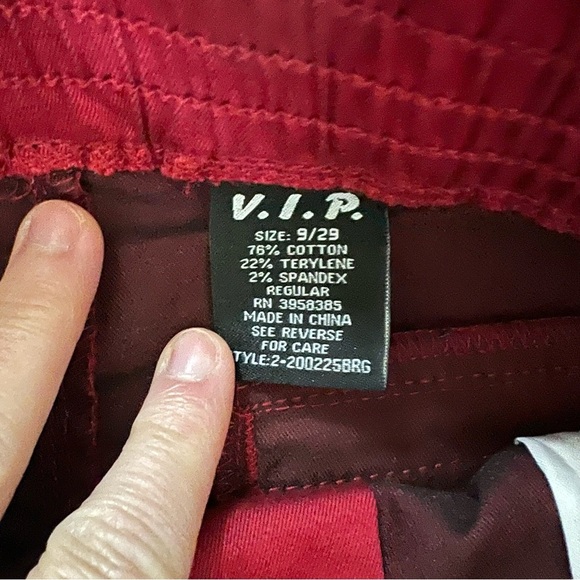 V.I.P.
SIZE: 9/29
76% COTTON
22% TERYLENE
2% SPANDEX
REGULAR
RN 3958385
MADE IN CHINA
SEE REVERSE
FOR CARE
TYLE:2-200225BRG